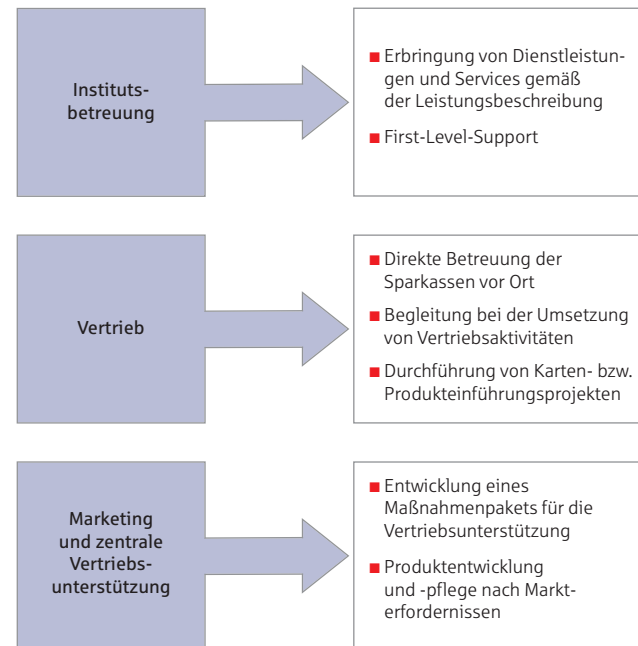 Instituts-
betreuung
■ Erbringung von Dienstleistun-
gen und Services gemäß
der Leistungsbeschreibung
■ First-Level-Support
Vertrieb
■ Direkte Betreuung der
Sparkassen vor Ort
■ Begleitung bei der Umsetzung
von Vertriebsaktivitäten
■ Durchführung von Karten- bzw.
Produkteinführungsprojekten
Marketing
und zentrale
Vertriebs-
unterstützung
■ Entwicklung eines
Maßnahmenpakets für die
Vertriebsunterstützung
■ Produktentwicklung
und -pflege nach Markt-
erfordernissen